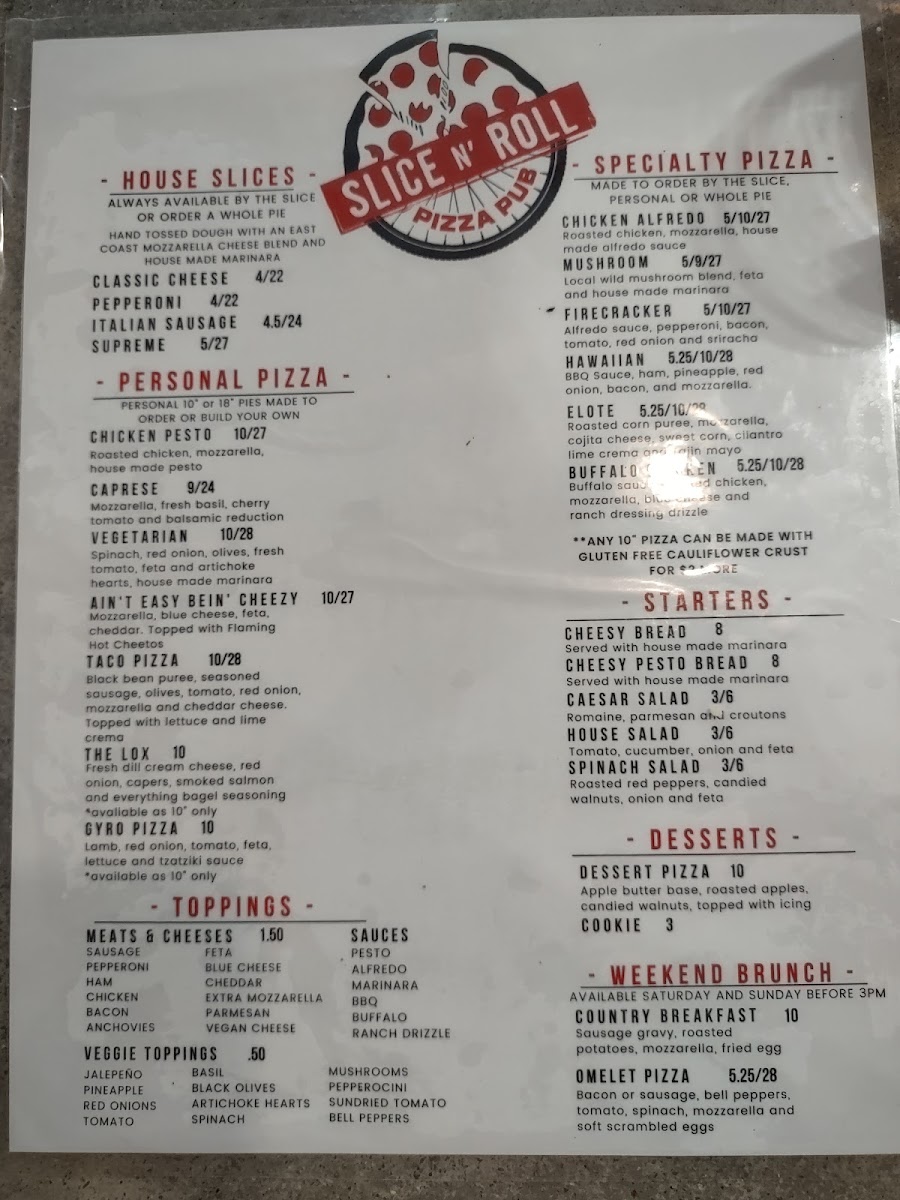 SLICE N' ROLL
PIZZA PUB
- HOUSE SLICES -
ALWAYS AVAILABLE BY THE SLICE
OR ORDER A WHOLE PIE
HAND TOSSED DOUGH WITH AN EAST
COAST MOZZARELLA CHEESE BLEND AND
HOUSE MADE MARINARA
CLASSIC CHEESE 4/22
PEPPERONI 4/22
ITALIAN SAUSAGE 4.5/24
SUPREME 5/27
- PERSONAL PIZZA -
PERSONAL 10" or 18" PIES MADE TO
ORDER OR BUILD YOUR OWN
CHICKEN PESTO 10/27
Roasted chicken, mozzarella,
house made pesto
CAPRESE 9/24
Mozzarella, fresh basil, cherry
tomato and balsamic reduction
VEGETARIAN 10/28
Spinach, red onion, olives, fresh
tomato, feta and artichoke
hearts, house made marinara
AIN'T EASY BEIN' CHEEZY 10/27
Mozzarella, blue cheese, feta,
cheddar. Topped with Flaming
Hot Cheetos
TACO PIZZA 10/28
Black bean puree, seasoned
sausage, olives, tomato, red onion,
mozzarella and cheddar cheese.
Topped with lettuce and lime
crema
THE LOX 10
Fresh dill cream cheese, red
onion, capers, smoked salmon
and everything bagel seasoning
*avaliable as 10" only
GYRO PIZZA 10
Lamb, red onion, tomato, feta,
lettuce and tzatziki sauce
*available as 10" only
- TOPPINGS -
MEATS & CHEESES 1.50
SAUSAGE
PEPPERONI
HAM
CHICKEN
BACON
ANCHOVIES
FETA
BLUE CHEESE
CHEDDAR
EXTRA MOZZARELLA
PARMESAN
VEGAN CHEESE
SAUCES
PESTO
ALFREDO
MARINARA
BBQ
BUFFALO
RANCH DRIZZLE
VEGGIE TOPPINGS .50
JALEPEÑO
PINEAPPLE
RED ONIONS
TOMATO
BASIL
BLACK OLIVES
ARTICHOKE HEARTS
SPINACH
MUSHROOMS
PEPPEROCINI
SUNDRIED TOMATO
BELL PEPPERS
- SPECIALTY PIZZA -
MADE TO ORDER BY THE SLICE,
PERSONAL OR WHOLE PIE
CHICKEN ALFREDO 5/10/27
Roasted chicken, mozzarella, house
made alfredo sauce
MUSHROOM 5/9/27
Local wild mushroom blend, feta
and house made marinara
FIRECRACKER 5/10/27
Alfredo sauce, pepperoni, bacon,
tomato, red onion and sriracha
HAWAIIAN 5.25/10/28
BBQ Sauce, ham, pineapple, red
onion, bacon, and mozzarella.
ELOTE 5.25/10/28
Roasted corn puree, mozzarella,
cojita cheese, sweet corn, cilantro
lime crema and tajin mayo
BUFFALO CHICKEN 5.25/10/28
Buffalo sauce, chicken,
mozzarella, blue cheese and
ranch dressing drizzle
**ANY 10" PIZZA CAN BE MADE WITH
GLUTEN FREE CAULIFLOWER CRUST
FOR $2 MORE
- STARTERS -
CHEESY BREAD 8
Served with house made marinara
CHEESY PESTO BREAD 8
Served with house made marinara
CAESAR SALAD 3/6
Romaine, parmesan and croutons
HOUSE SALAD 3/6
Tomato, cucumber, onion and feta
SPINACH SALAD 3/6
Roasted red peppers, candied
walnuts, onion and feta
- DESSERTS -
DESSERT PIZZA 10
Apple butter base, roasted apples,
candied walnuts, topped with icing
COOKIE 3
- WEEKEND BRUNCH -
AVAILABLE SATURDAY AND SUNDAY BEFORE 3PM
COUNTRY BREAKFAST 10
Sausage gravy, roasted
potatoes, mozzarella, fried egg
OMELET PIZZA 5.25/28
Bacon or sausage, bell peppers,
tomato, spinach, mozzarella and
soft scrambled eggs